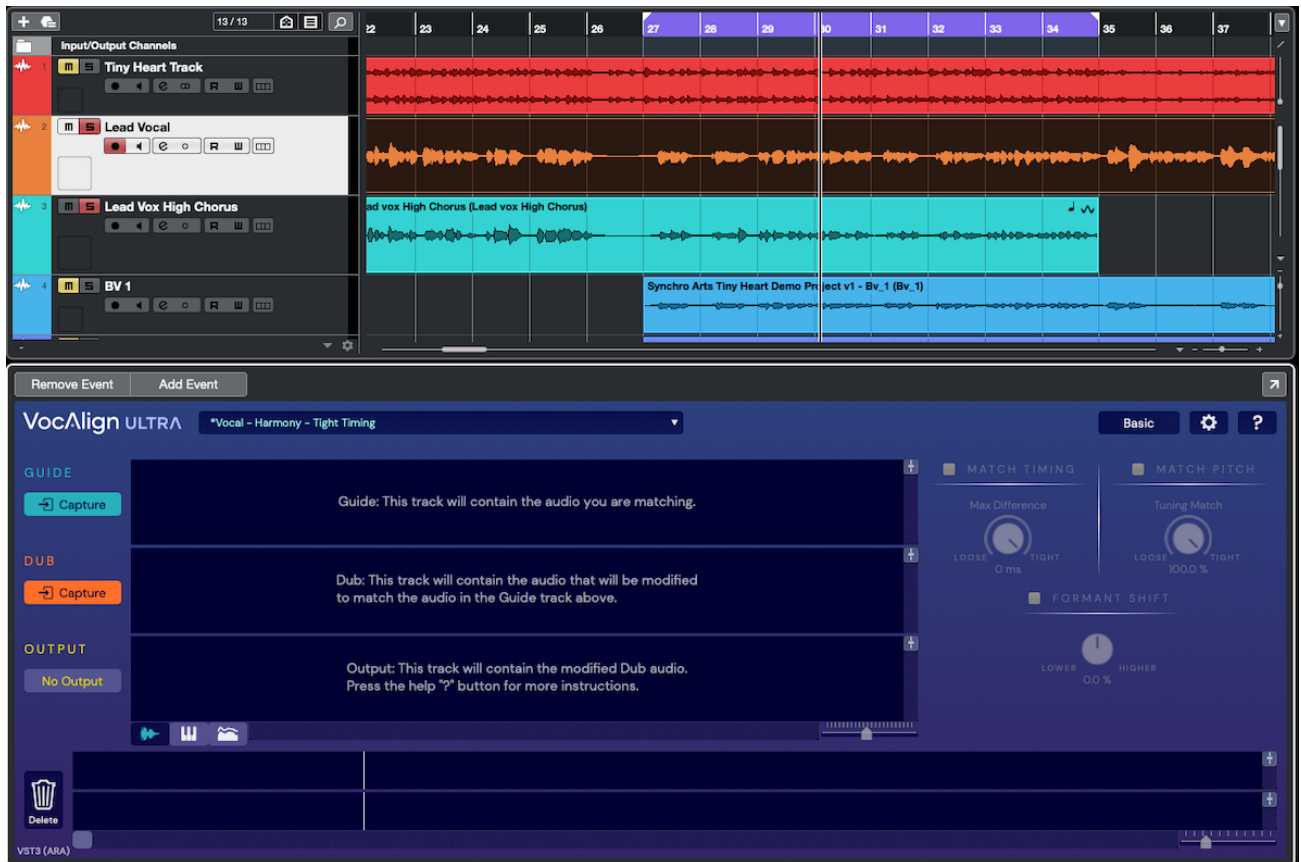 13 / 13
22 23 24 25 26 27 28 29 30 31 32 33 34 35 36 37
Input/Output Channels
1 m S Tiny Heart Track
R W
2 m S Lead Vocal
R W
3 m S Lead Vox High Chorus
R W
ad vox High Chorus (Lead vox High Chorus)
4 m S BV 1
R W
Synchro Arts Tiny Heart Demo Project v1 - Bv_1 (Bv_1)
Remove Event Add Event
VocAlign ULTRA
*Vocal - Harmony - Tight Timing
Basic ?
GUIDE
Capture
Guide: This track will contain the audio you are matching.
DUB
Capture
Dub: This track will contain the audio that will be modified
to match the audio in the Guide track above.
OUTPUT
No Output
Output: This track will contain the modified Dub audio.
Press the help "?" button for more instructions.
MATCH TIMING MATCH PITCH
Max Difference Tuning Match
LOOSE TIGHT LOOSE TIGHT
0 ms 100.0 %
FORMANT SHIFT
LOWER HIGHER
0.0 %
Delete
VST3 (ARA)